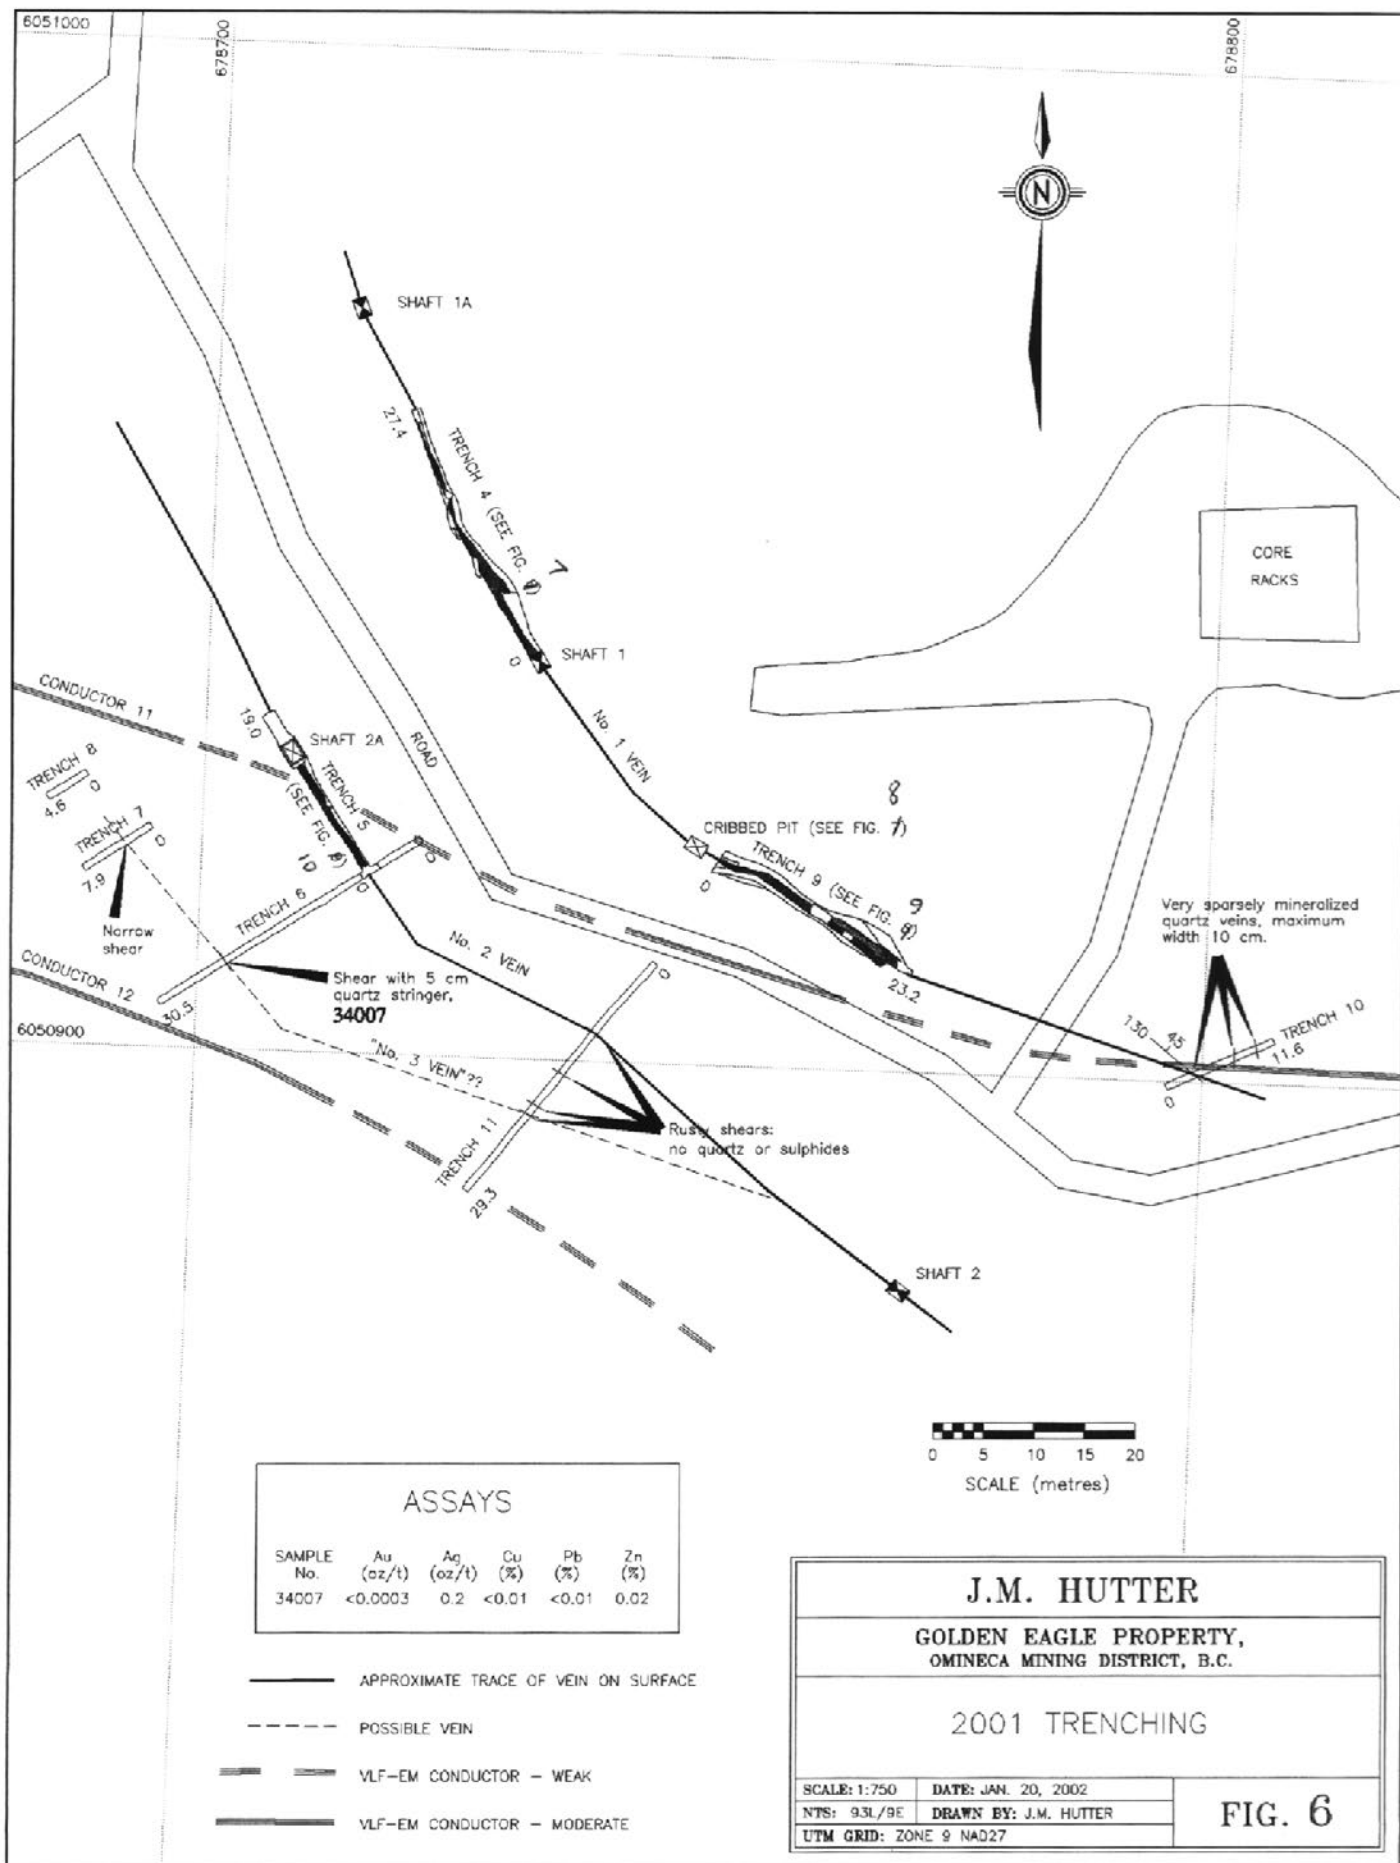 6051000
678700
678800
N
SHAFT 1A
27.4
TRENCH 4 (SEE FIG. 8)
7
CORE
RACKS
0
SHAFT 1
CONDUCTOR 11
No. 1 VEIN
19.0
SHAFT 2A
ROAD
TRENCH 8
4.6
0
TRENCH 5
(SEE FIG. 8)
10
0
TRENCH 7
0
7.9
8
CRIBBED PIT (SEE FIG. 7)
0
TRENCH 9 (SEE FIG. 9)
9
23.2
TRENCH 6
0
30.5
Narrow
shear
Very sparsely mineralized
quartz veins, maximum
width 10 cm.
No. 2 VEIN
CONDUCTOR 12
Shear with 5 cm
quartz stringer,
34007
0
130
45
TRENCH 10
11.6
0
6050900
"No. 3 VEIN"??
Rusty shears:
no quartz or sulphides
TRENCH 11
29.3
SHAFT 2
0 5 10 15 20
SCALE (metres)
ASSAYS
SAMPLE Au Ag Cu Pb Zn
No. (oz/t) (oz/t) (%) (%) (%)
34007 <0.0003 0.2 <0.01 <0.01 0.02
APPROXIMATE TRACE OF VEIN ON SURFACE
POSSIBLE VEIN
VLF-EM CONDUCTOR - WEAK
VLF-EM CONDUCTOR - MODERATE
J.M. HUTTER
GOLDEN EAGLE PROPERTY,
OMINECA MINING DISTRICT, B.C.
2001 TRENCHING
SCALE: 1:750 DATE: JAN. 20, 2002
NTS: 93L/9E DRAWN BY: J.M. HUTTER
UTM GRID: ZONE 9 NAD27
FIG. 6